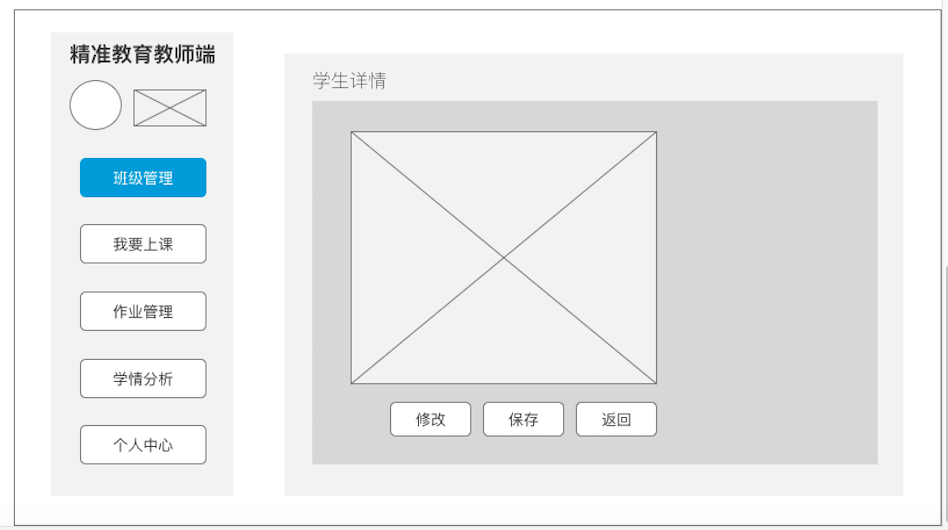 精准教育教师端
班级管理
我要上课
作业管理
学情分析
个人中心
学生详情
修改 保存 返回